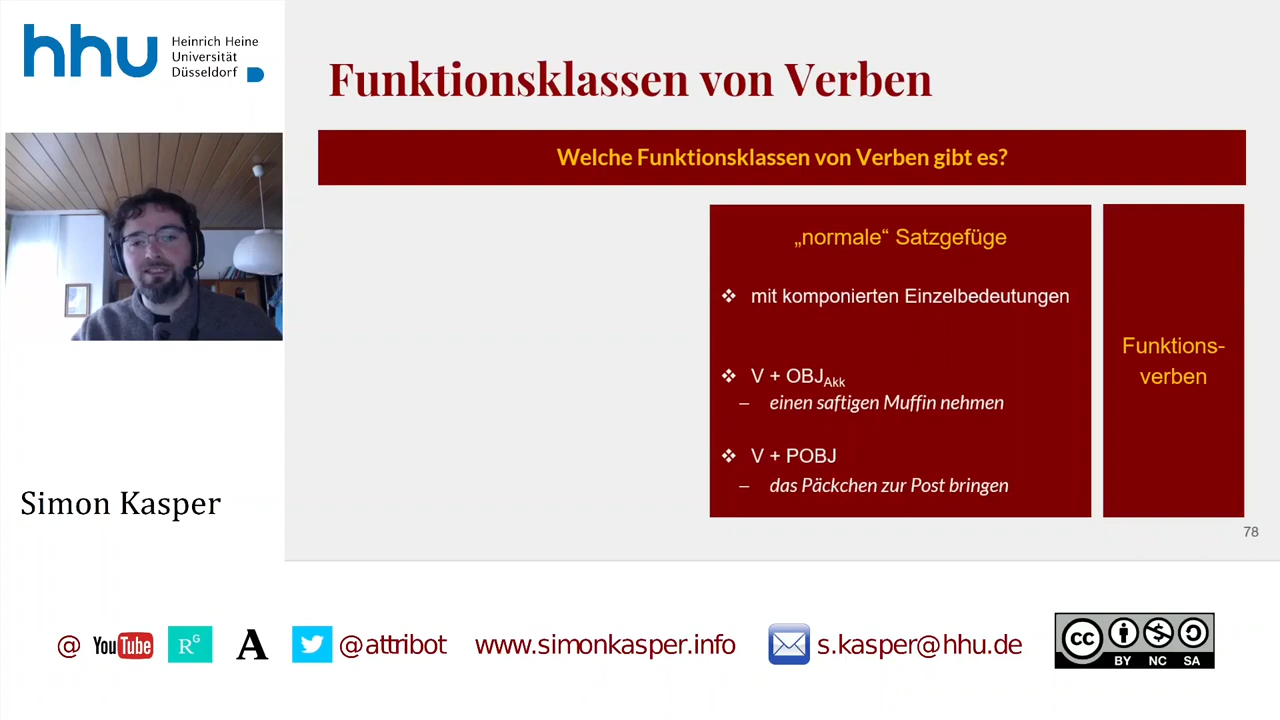 hhu Heinrich Heine
Universität
Düsseldorf
Funktionsklassen von Verben
Welche Funktionsklassen von Verben gibt es?
„normale“ Satzgefüge
❖ mit komponierten Einzelbedeutungen
❖ V + OBJAkk
– einen saftigen Muffin nehmen
❖ V + POBJ
– das Päckchen zur Post bringen
Funktions-
verben
78
Simon Kasper
@ YouTube RG A @attribot www.simonkasper.info s.kasper@hhu.de cc BY NC SA